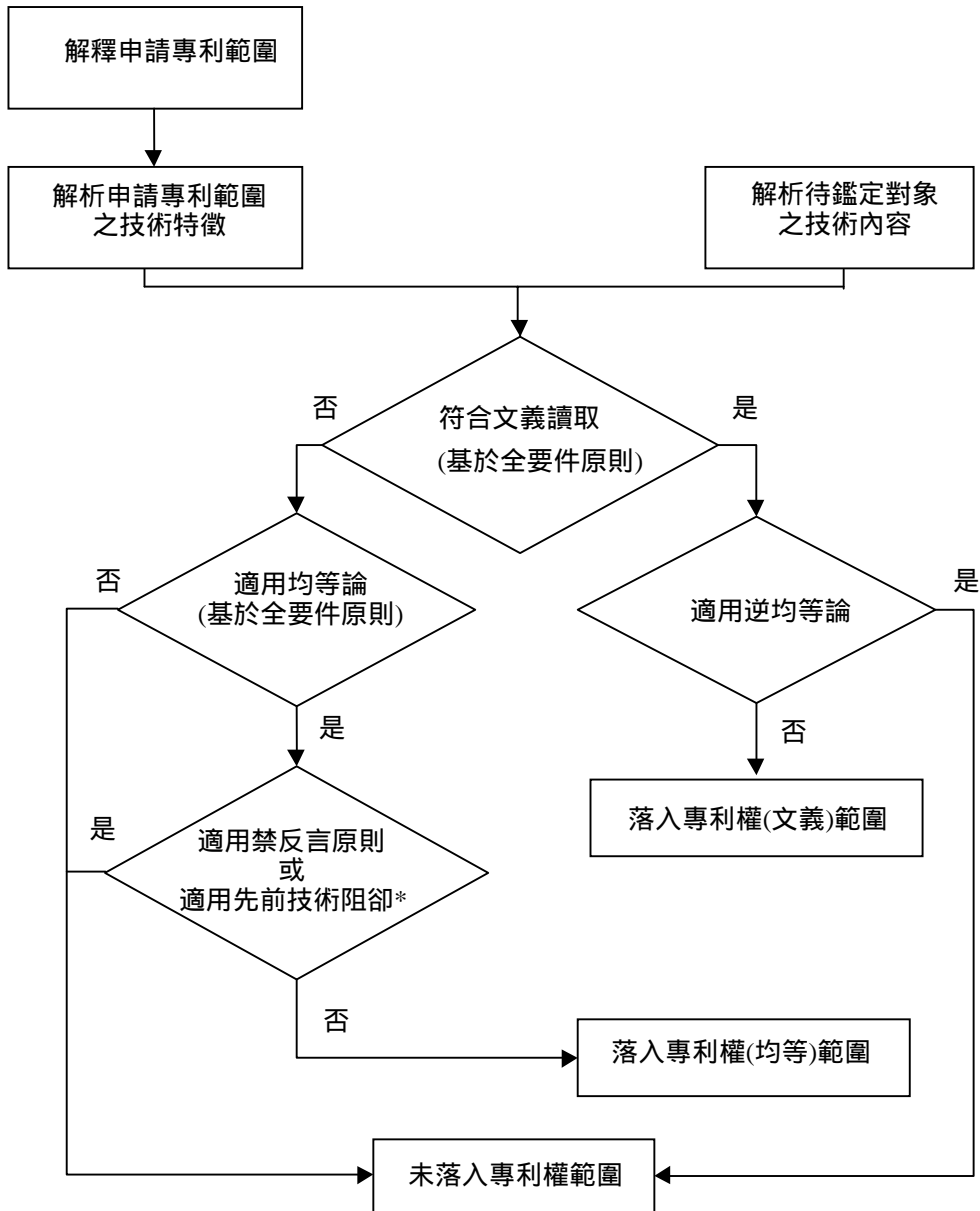 解釋申請專利範圍
解析申請專利範圍
之技術特徵
解析待鑑定對象
之技術內容
否
符合文義讀取
(基於全要件原則)
是
否
適用均等論
(基於全要件原則)
適用逆均等論
是
是
否
是
適用禁反言原則
或
適用先前技術阻卻*
落入專利權(文義)範圍
否
落入專利權(均等)範圍
未落入專利權範圍